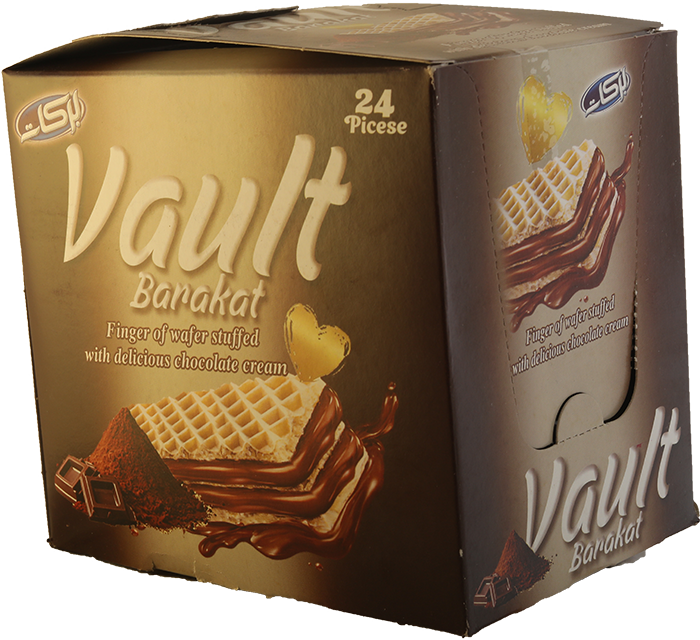 بركات
24
Picese
Vault
Barakat
Finger of wafer stuffed
with delicious chocolate cream
بركات
Finger of wafer stuffed
with delicious chocolate cream
Vault
Barakat